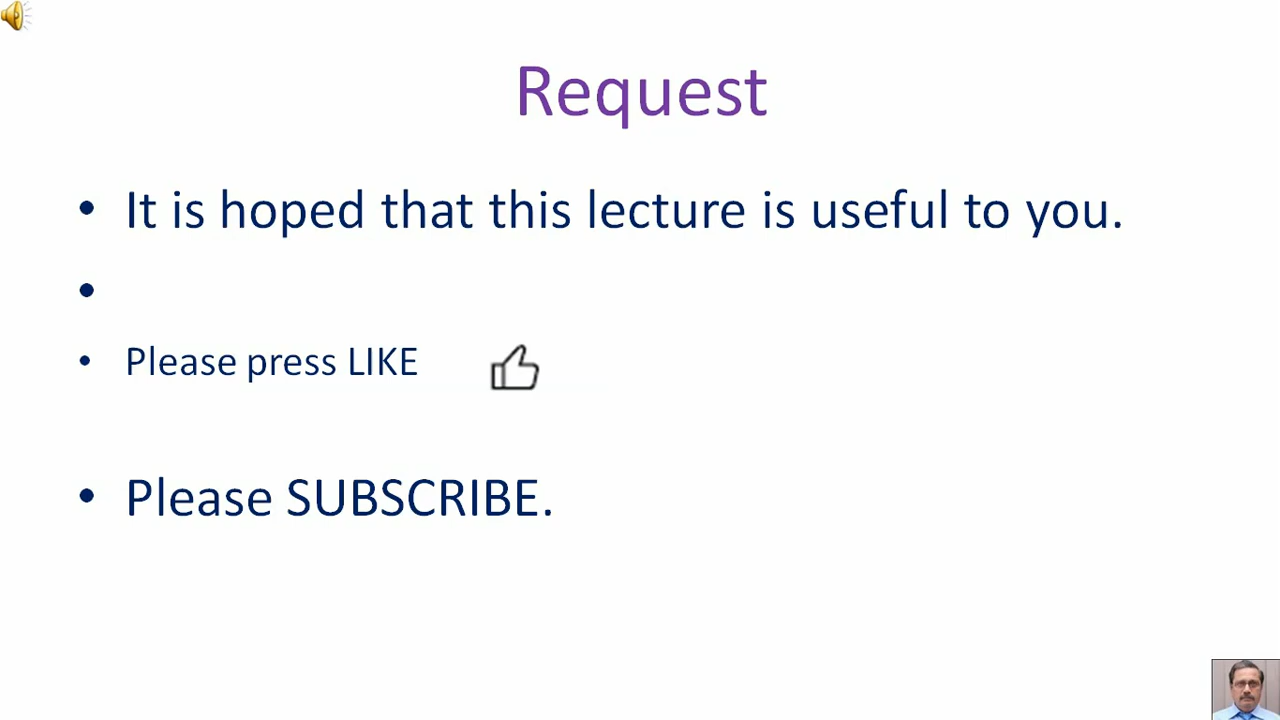 Request
• It is hoped that this lecture is useful to you.
•
• Please press LIKE
• Please SUBSCRIBE.